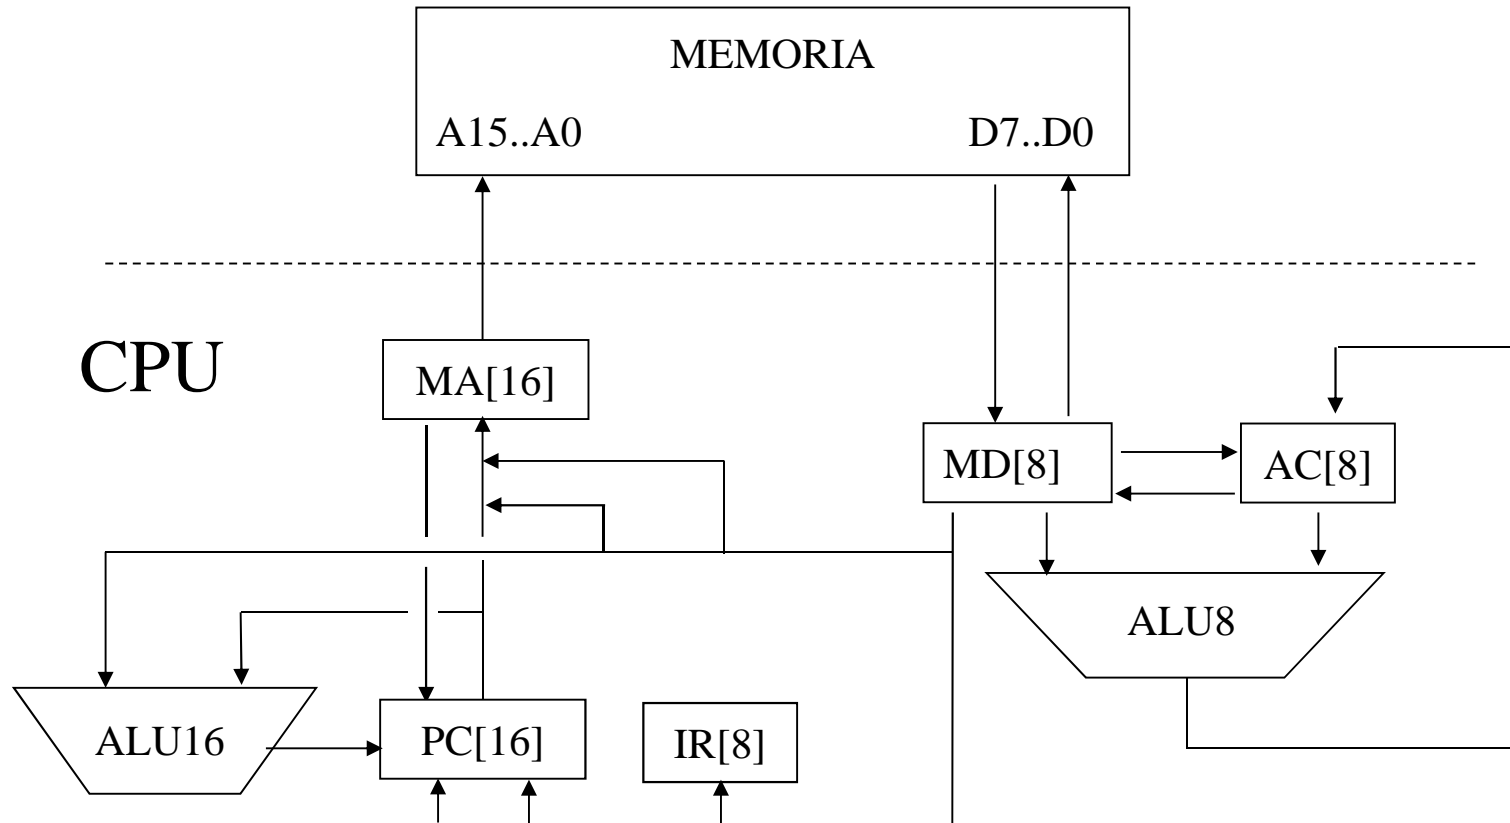 MEMORIA
A15..A0 D7..D0
CPU
MA[16]
MD[8] AC[8]
ALU8
ALU16 PC[16] IR[8]